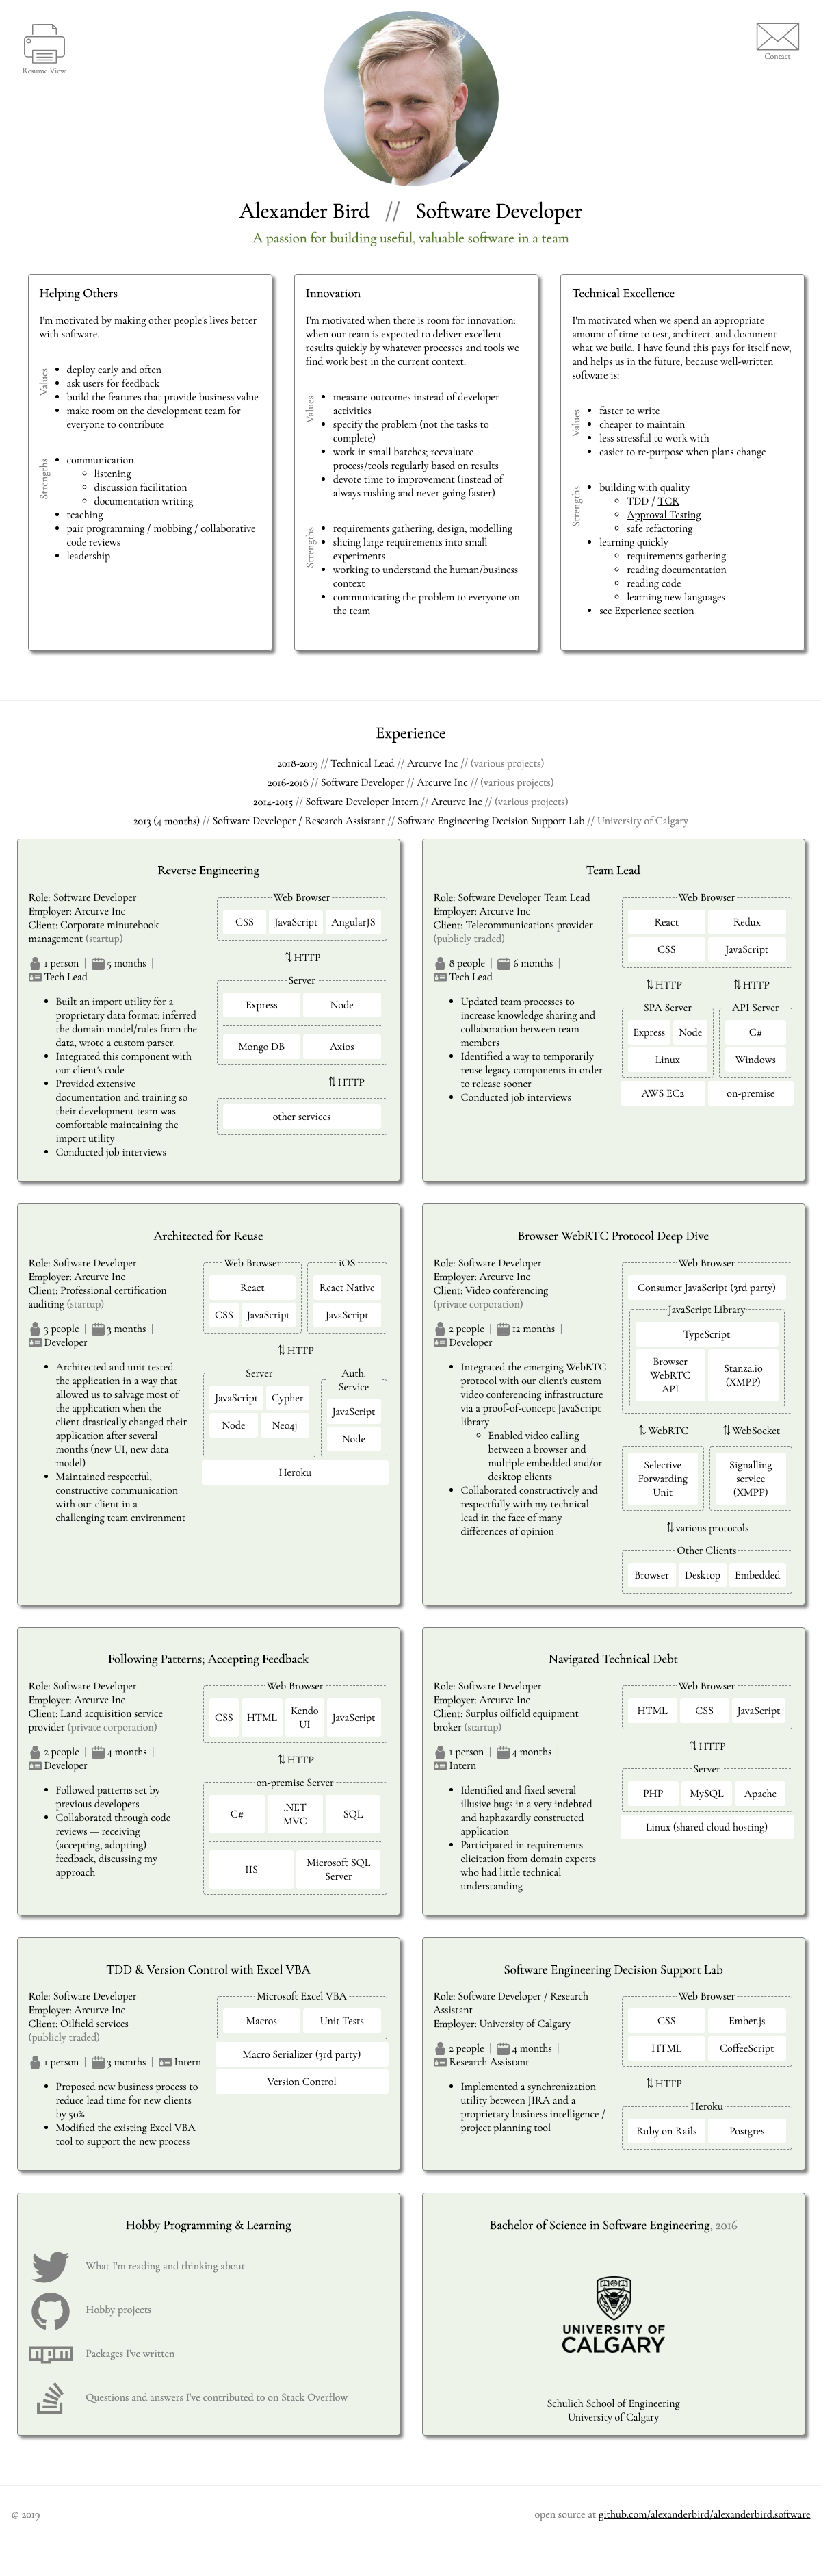 Resume View
Contact
Alexander Bird // Software Developer
A passion for building useful, valuable software in a team
Helping Others
I'm motivated by making other people's lives better
with software.
Values
deploy early and often
ask users for feedback
build the features that provide business value
make room on the development team for
everyone to contribute
Strengths
communication
listening
discussion facilitation
documentation writing
teaching
pair programming / mobbing / collaborative
code reviews
leadership
Innovation
I'm motivated when there is room for innovation:
when our team is expected to deliver excellent
results quickly by whatever processes and tools we
find work best in the current context.
Values
measure outcomes instead of developer
activities
specify the problem (not the tasks to
complete)
work in small batches; reevaluate
process/tools regularly based on results
devote time to improvement (instead of
always rushing and never going faster)
Strengths
requirements gathering, design, modelling
slicing large requirements into small
experiments
working to understand the human/business
context
communicating the problem to everyone on
the team
Technical Excellence
I'm motivated when we spend an appropriate
amount of time to test, architect, and document
what we build. I have found this pays for itself now,
and helps us in the future, because well-written
software is:
Values
faster to write
cheaper to maintain
less stressful to work with
easier to re-purpose when plans change
Strengths
building with quality
TDD / TCR
Approval Testing
safe refactoring
learning quickly
requirements gathering
reading documentation
reading code
learning new languages
see Experience section
Experience
2018-2019 // Technical Lead // Arcurve Inc // (various projects)
2016-2018 // Software Developer // Arcurve Inc // (various projects)
2014-2015 // Software Developer Intern // Arcurve Inc // (various projects)
2013 (4 months) // Software Developer / Research Assistant // Software Engineering Decision Support Lab // University of Calgary
Reverse Engineering
Role: Software Developer
Employer: Arcurve Inc
Client: Corporate minutebook
management (startup)
1 person | 5 months |
Tech Lead
Built an import utility for a
proprietary data format: inferred
the domain model/rules from the
data, wrote a custom parser.
Integrated this component with
our client's code
Provided extensive
documentation and training so
their development team was
comfortable maintaining the
import utility
Conducted job interviews
Web Browser
CSS JavaScript AngularJS
⇅ HTTP
Server
Express Node
Mongo DB Axios
⇅ HTTP
other services
Team Lead
Role: Software Developer Team Lead
Employer: Arcurve Inc
Client: Telecommunications provider
(publicly traded)
8 people | 6 months |
Tech Lead
Updated team processes to
increase knowledge sharing and
collaboration between team
members
Identified a way to temporarily
reuse legacy components in order
to release sooner
Conducted job interviews
Web Browser
React Redux
CSS JavaScript
⇅ HTTP ⇅ HTTP
SPA Server API Server
Express Node C#
Linux Windows
AWS EC2 on-premise
Architected for Reuse
Role: Software Developer
Employer: Arcurve Inc
Client: Professional certification
auditing (startup)
3 people | 3 months |
Developer
Architected and unit tested
the application in a way that
allowed us to salvage most of
the application when the
client drastically changed their
application after several
months (new UI, new data
model)
Maintained respectful,
constructive communication
with our client in a
challenging team environment
Web Browser iOS
React React Native
CSS JavaScript JavaScript
⇅ HTTP
Server Auth.
Service
JavaScript Cypher JavaScript
Node Neo4j Node
Heroku
Browser WebRTC Protocol Deep Dive
Role: Software Developer
Employer: Arcurve Inc
Client: Video conferencing
(private corporation)
2 people | 12 months |
Developer
Integrated the emerging WebRTC
protocol with our client's custom
video conferencing infrastructure
via a proof-of-concept JavaScript
library
Enabled video calling
between a browser and
multiple embedded and/or
desktop clients
Collaborated constructively and
respectfully with my technical
lead in the face of many
differences of opinion
Web Browser
Consumer JavaScript (3rd party)
JavaScript Library
TypeScript
Browser
WebRTC
API
Stanza.io
(XMPP)
⇅ WebRTC ⇅ WebSocket
Selective
Forwarding
Unit
Signalling
service
(XMPP)
⇅ various protocols
Other Clients
Browser Desktop Embedded
Following Patterns; Accepting Feedback
Role: Software Developer
Employer: Arcurve Inc
Client: Land acquisition service
provider (private corporation)
2 people | 4 months |
Developer
Followed patterns set by
previous developers
Collaborated through code
reviews — receiving
(accepting, adopting)
feedback, discussing my
approach
Web Browser
CSS HTML Kendo
UI JavaScript
⇅ HTTP
on-premise Server
C# .NET
MVC SQL
IIS Microsoft SQL
Server
Navigated Technical Debt
Role: Software Developer
Employer: Arcurve Inc
Client: Surplus oilfield equipment
broker (startup)
1 person | 4 months |
Intern
Identified and fixed several
illusive bugs in a very indebted
and haphazardly constructed
application
Participated in requirements
elicitation from domain experts
who had little technical
understanding
Web Browser
HTML CSS JavaScript
⇅ HTTP
Server
PHP MySQL Apache
Linux (shared cloud hosting)
TDD & Version Control with Excel VBA
Role: Software Developer
Employer: Arcurve Inc
Client: Oilfield services
(publicly traded)
1 person | 3 months | Intern
Proposed new business process to
reduce lead time for new clients
by 50%
Modified the existing Excel VBA
tool to support the new process
Microsoft Excel VBA
Macros Unit Tests
Macro Serializer (3rd party)
Version Control
Software Engineering Decision Support Lab
Role: Software Developer / Research
Assistant
Employer: University of Calgary
2 people | 4 months |
Research Assistant
Implemented a synchronization
utility between JIRA and a
proprietary business intelligence /
project planning tool
Web Browser
CSS Ember.js
HTML CoffeeScript
⇅ HTTP
Heroku
Ruby on Rails Postgres
Hobby Programming & Learning
What I'm reading and thinking about
Hobby projects
npm
Packages I've written
Questions and answers I've contributed to on Stack Overflow
Bachelor of Science in Software Engineering, 2016
UNIVERSITY OF
CALGARY
Schulich School of Engineering
University of Calgary
© 2019
open source at github.com/alexanderbird/alexanderbird.software